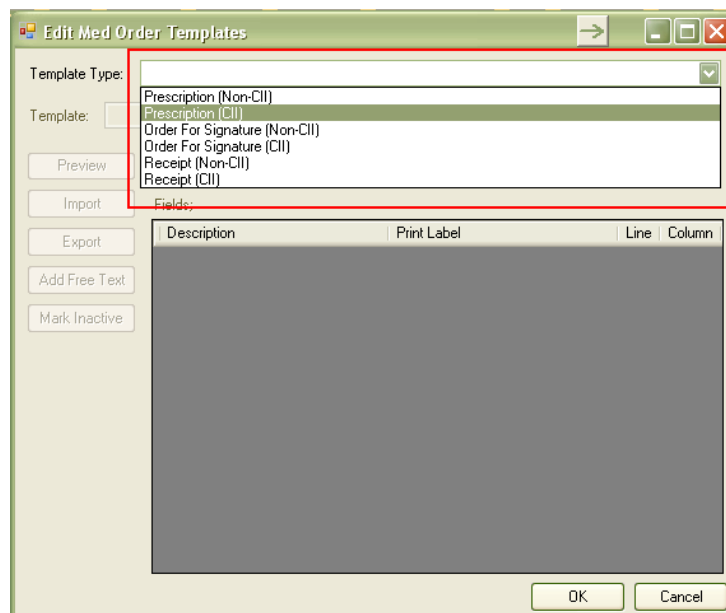 Edit Med Order Templates
Template Type:
Prescription (Non-CII)
Prescription (CII)
Order For Signature (Non-CII)
Order For Signature (CII)
Receipt (Non-CII)
Receipt (CII)
Template:
Preview
Import
Export
Add Free Text
Mark Inactive
Fields:
Description Print Label Line Column
OK Cancel